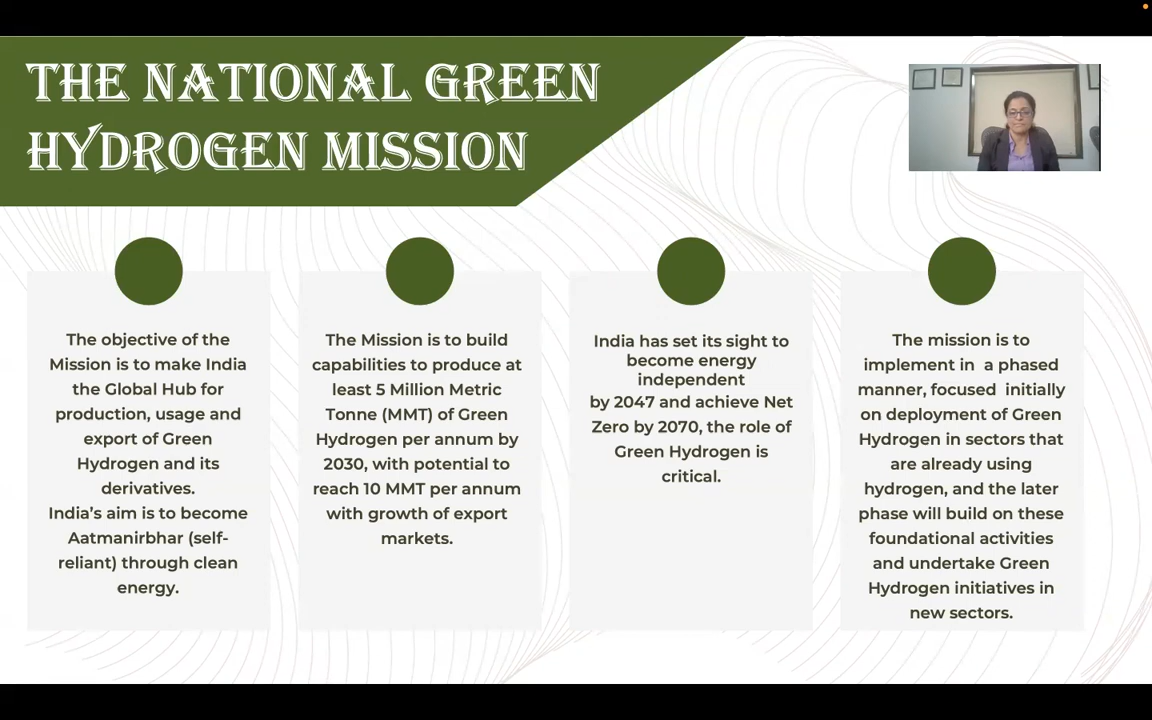 THE NATIONAL GREEN
HYDROGEN MISSION
The objective of the
Mission is to make India
the Global Hub for
production, usage and
export of Green
Hydrogen and its
derivatives.
India's aim is to become
Aatmanirbhar (self-
reliant) through clean
energy.
The Mission is to build
capabilities to produce at
least 5 Million Metric
Tonne (MMT) of Green
Hydrogen per annum by
2030, with potential to
reach 10 MMT per annum
with growth of export
markets.
India has set its sight to
become energy
independent
by 2047 and achieve Net
Zero by 2070, the role of
Green Hydrogen is
critical.
The mission is to
implement in a phased
manner, focused initially
on deployment of Green
Hydrogen in sectors that
are already using
hydrogen, and the later
phase will build on these
foundational activities
and undertake Green
Hydrogen initiatives in
new sectors.